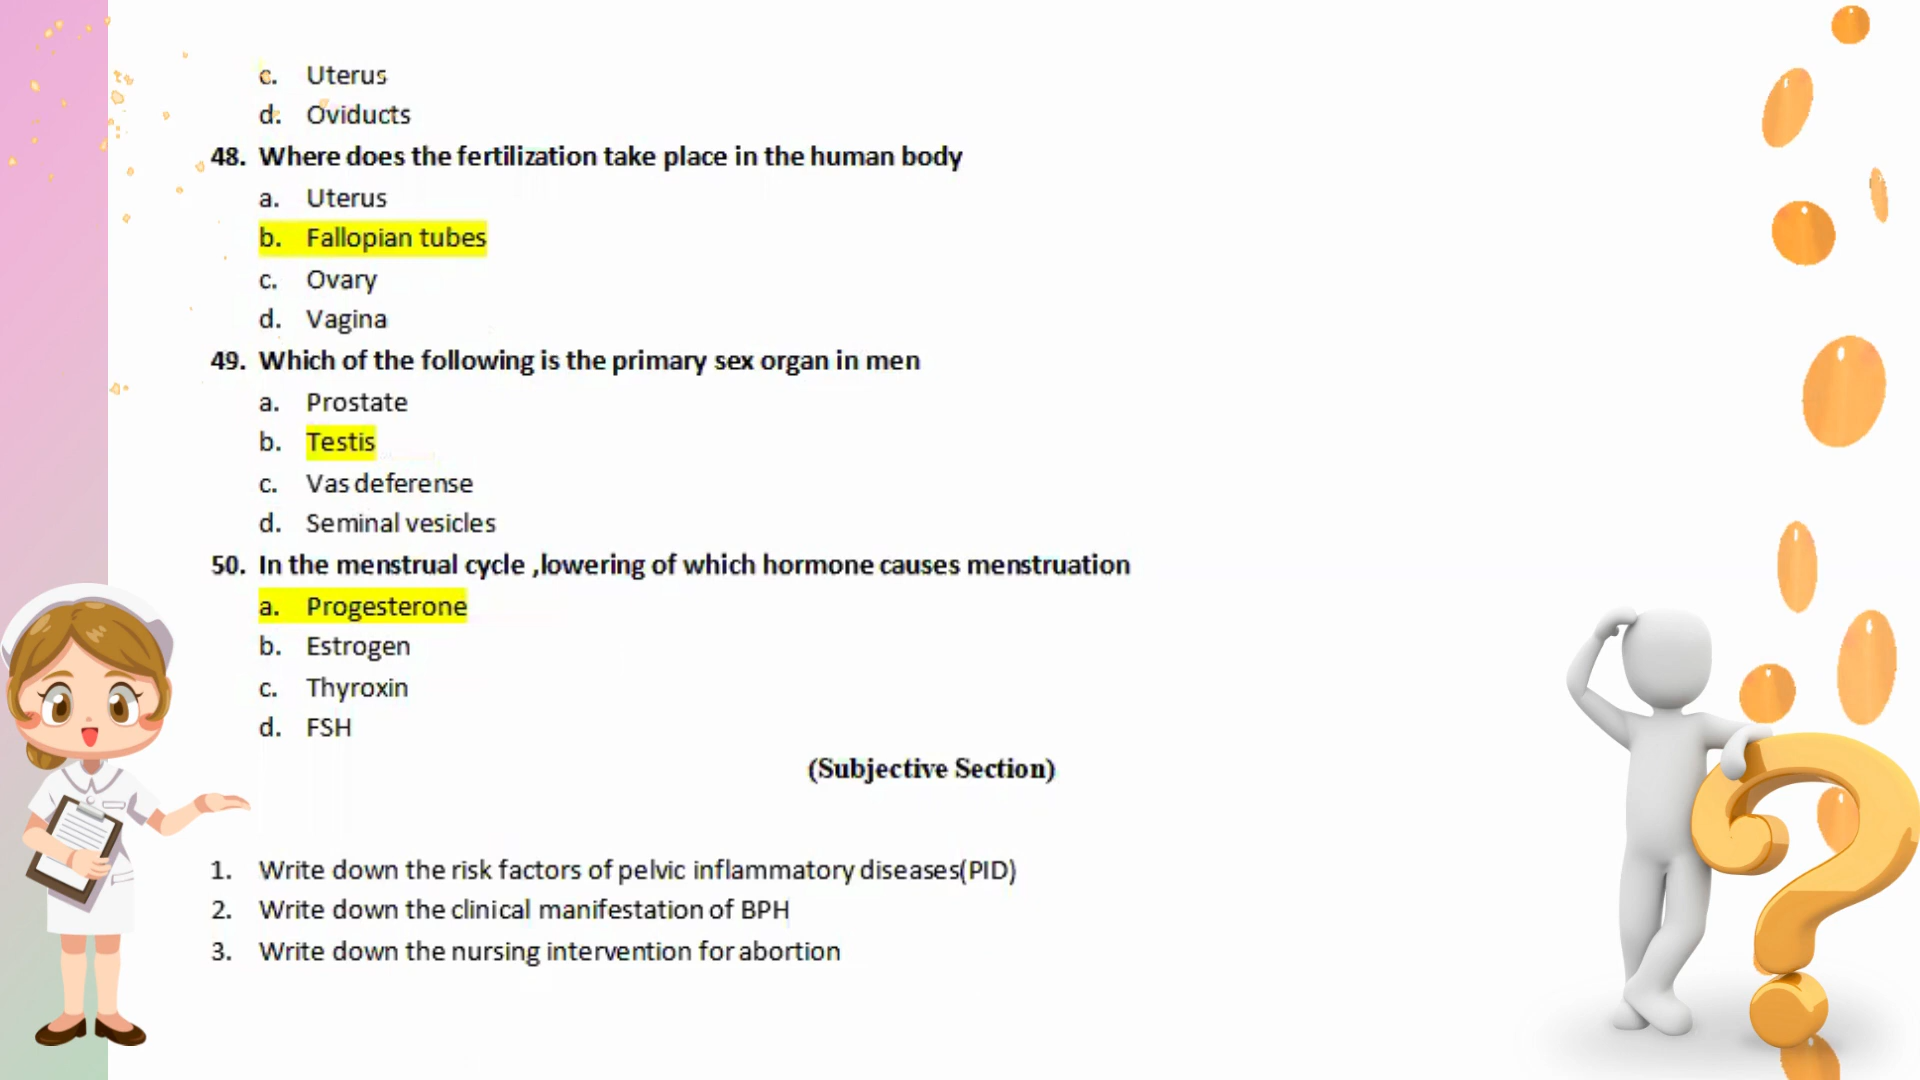 c. Uterus
d. Oviducts
48. Where does the fertilization take place in the human body
a. Uterus
b. Fallopian tubes
c. Ovary
d. Vagina
49. Which of the following is the primary sex organ in men
a. Prostate
b. Testis
c. Vas deferense
d. Seminal vesicles
50. In the menstrual cycle ,lowering of which hormone causes menstruation
a. Progesterone
b. Estrogen
c. Thyroxin
d. FSH
(Subjective Section)
1. Write down the risk factors of pelvic inflammatory diseases(PID)
2. Write down the clinical manifestation of BPH
3. Write down the nursing intervention for abortion